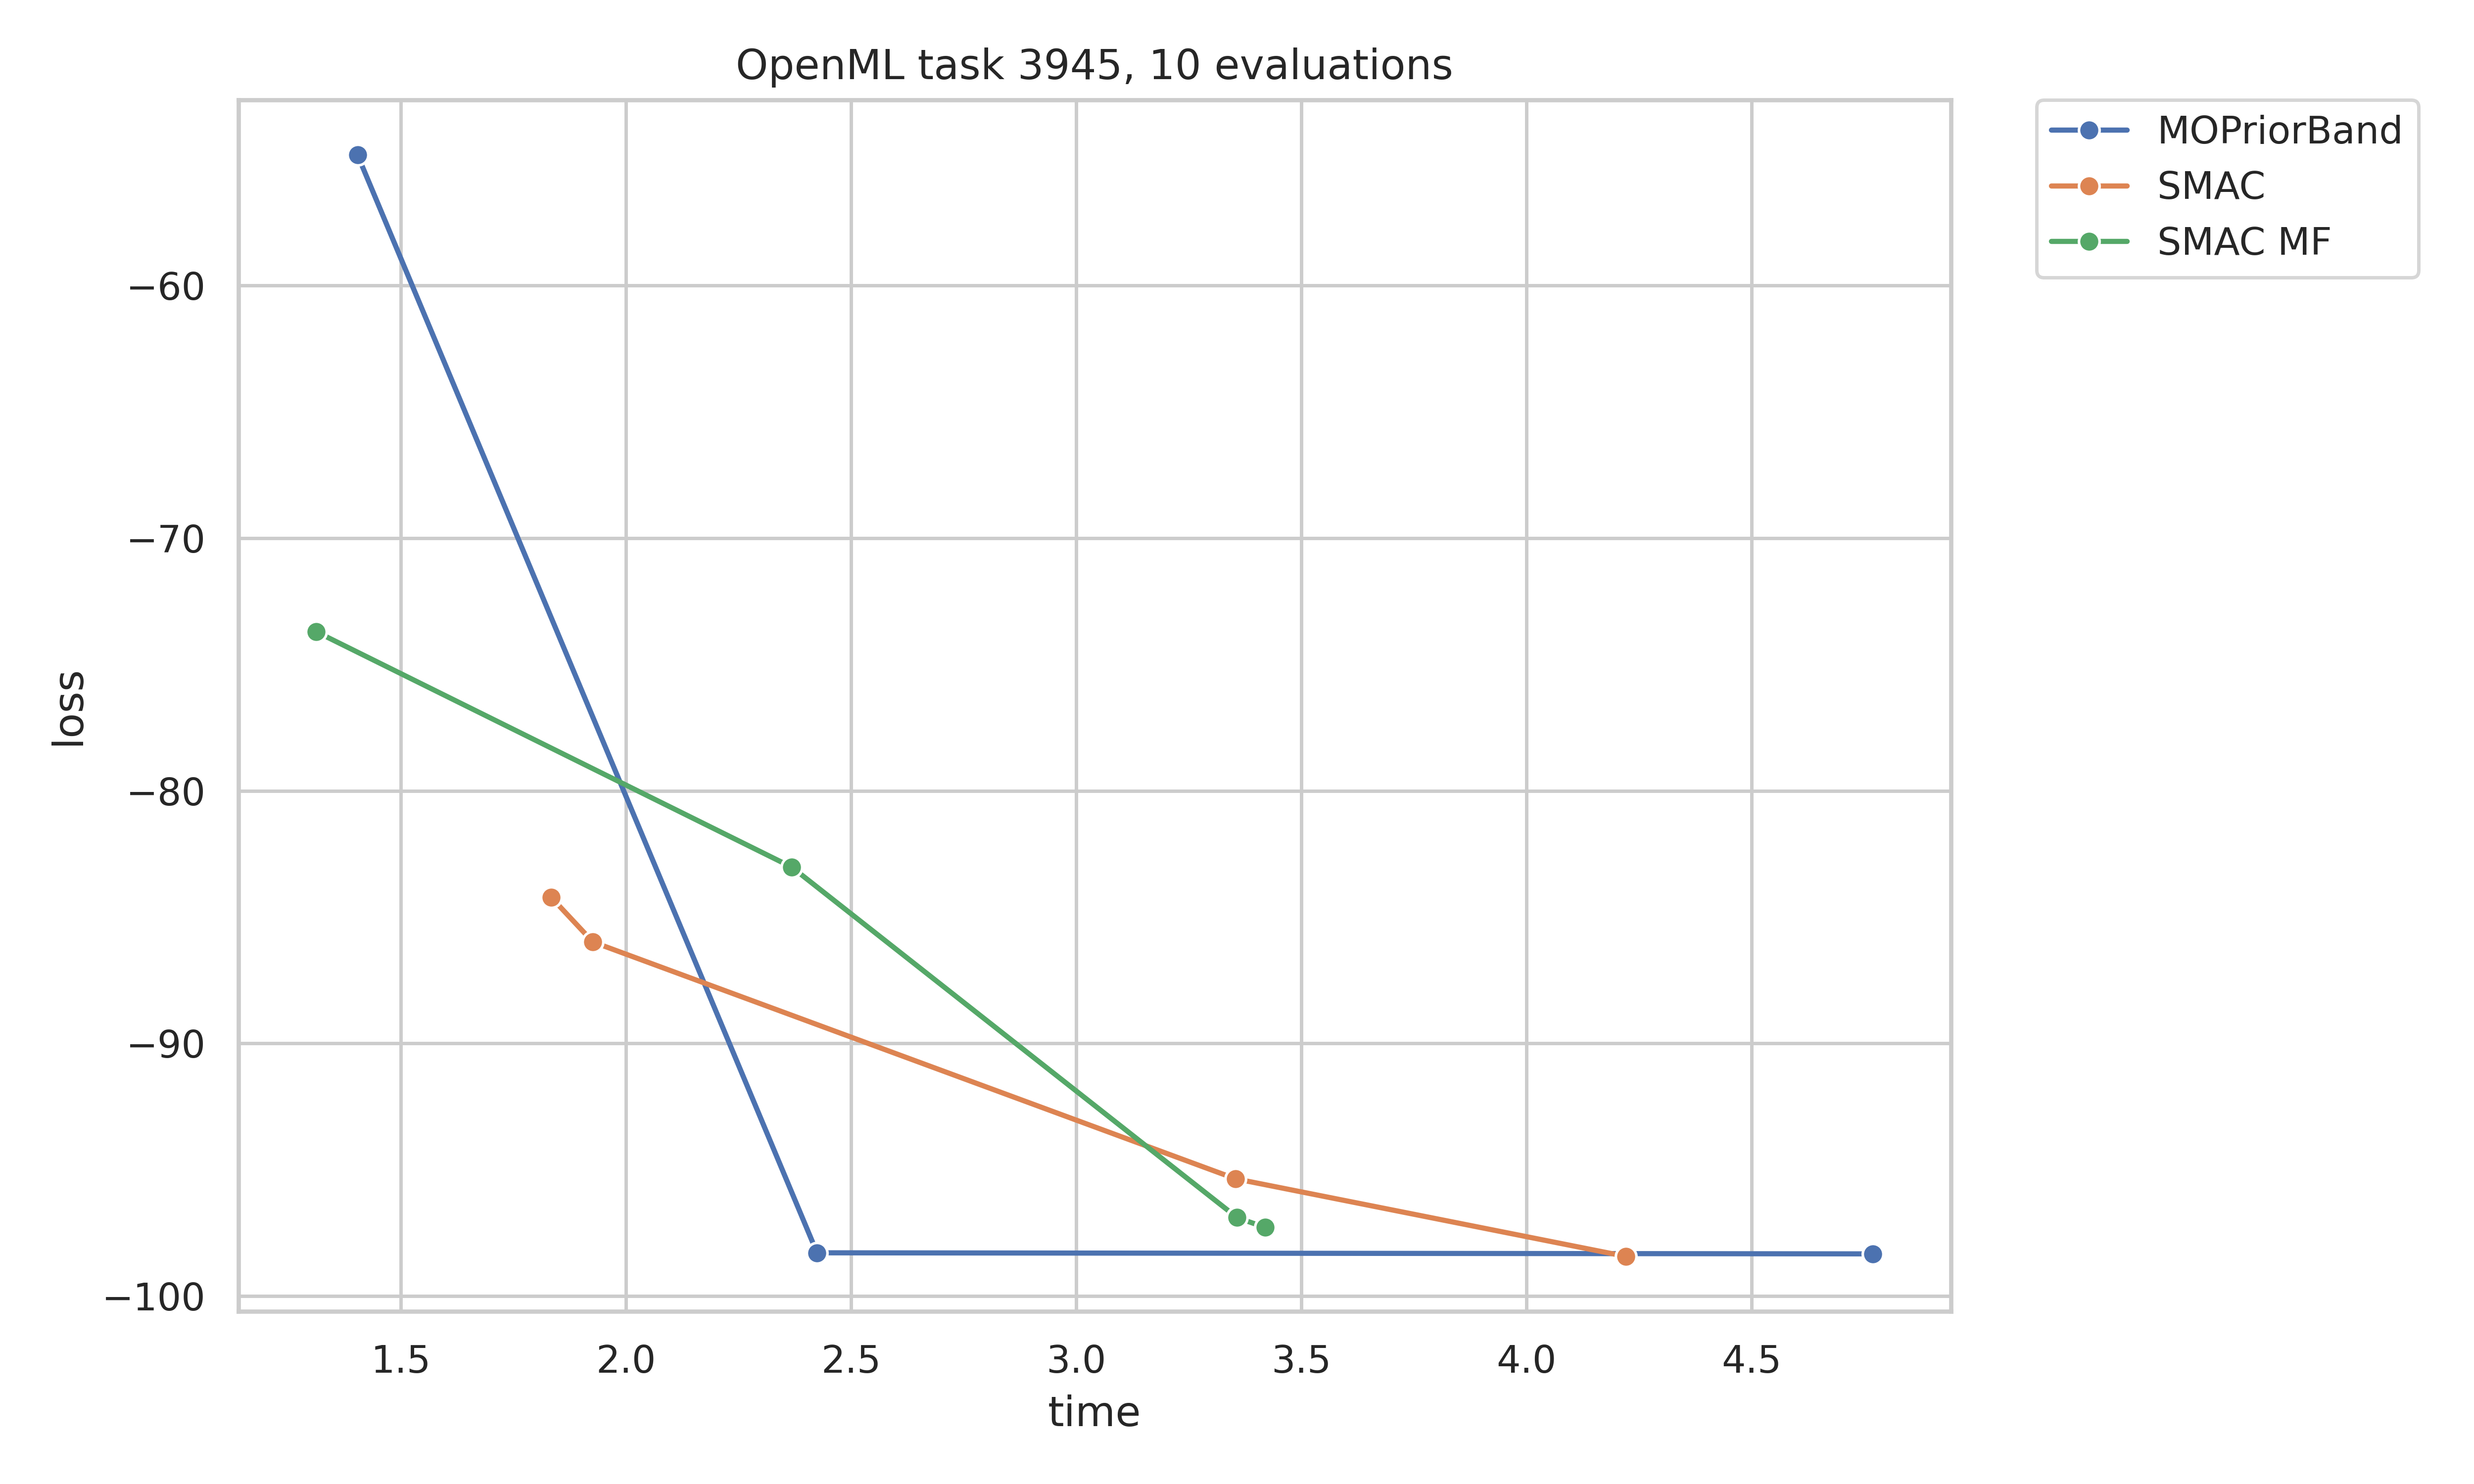 OpenML task 3945, 10 evaluations
MOPriorBand
SMAC
SMAC MF
−60
−70
−80
−90
−100
loss
1.5 2.0 2.5 3.0 3.5 4.0 4.5
time